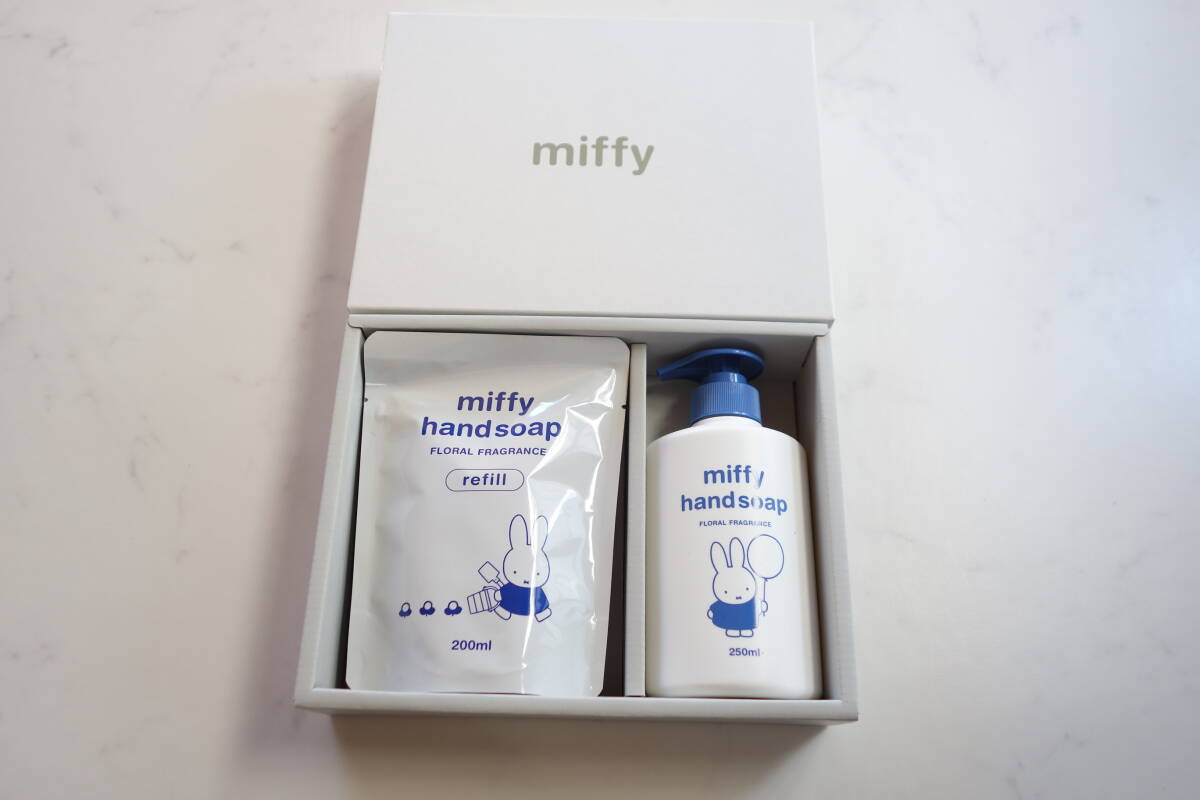 miffy
miffy
handsoap
FLORAL FRAGRANCE
refill
200ml
miffy
handsoap
FLORAL FRAGRANCE
250ml